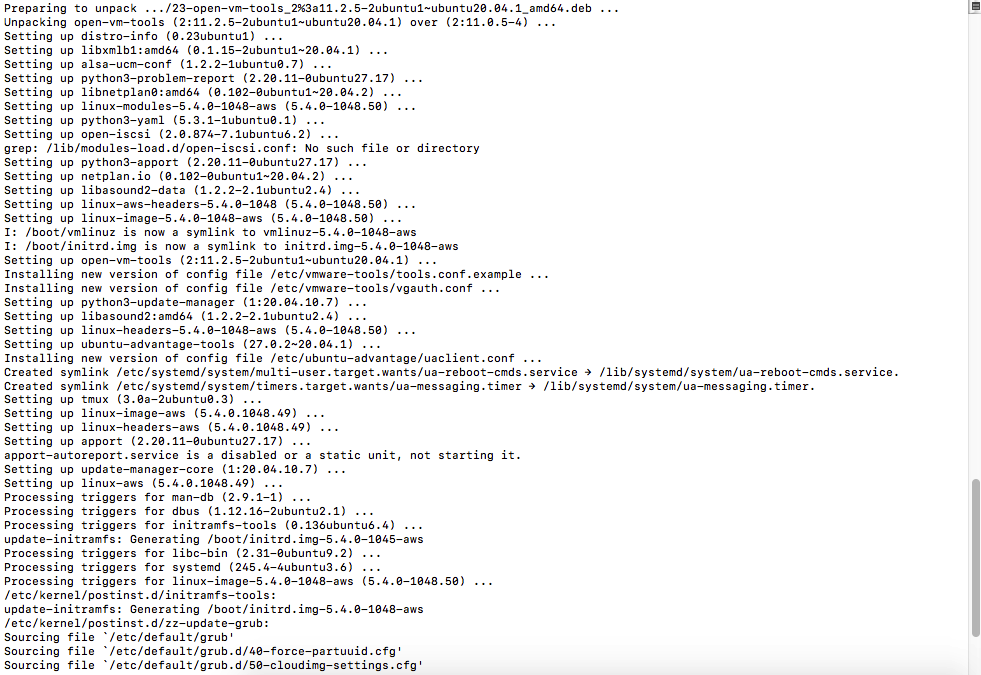 Preparing to unpack .../23-open-vm-tools_2%3a11.2.5-2ubuntu1~ubuntu20.04.1_amd64.deb ...
Unpacking open-vm-tools (2:11.2.5-2ubuntu1~ubuntu20.04.1) over (2:11.0.5-4) ...
Setting up distro-info (0.23ubuntu1) ...
Setting up libxmlb1:amd64 (0.1.15-2ubuntu1~20.04.1) ...
Setting up alsa-ucm-conf (1.2.2-1ubuntu0.7) ...
Setting up python3-problem-report (2.20.11-0ubuntu27.17) ...
Setting up libnetplan0:amd64 (0.102-0ubuntu1~20.04.2) ...
Setting up linux-modules-5.4.0-1048-aws (5.4.0-1048.50) ...
Setting up python3-yaml (5.3.1-1ubuntu0.1) ...
Setting up open-iscsi (2.0.874-7.1ubuntu6.2) ...
grep: /lib/modules-load.d/open-iscsi.conf: No such file or directory
Setting up python3-apport (2.20.11-0ubuntu27.17) ...
Setting up netplan.io (0.102-0ubuntu1~20.04.2) ...
Setting up libasound2-data (1.2.2-2.1ubuntu2.4) ...
Setting up linux-aws-headers-5.4.0-1048 (5.4.0-1048.50) ...
Setting up linux-image-5.4.0-1048-aws (5.4.0-1048.50) ...
I: /boot/vmlinuz is now a symlink to vmlinuz-5.4.0-1048-aws
I: /boot/initrd.img is now a symlink to initrd.img-5.4.0-1048-aws
Setting up open-vm-tools (2:11.2.5-2ubuntu1~ubuntu20.04.1) ...
Installing new version of config file /etc/vmware-tools/tools.conf.example ...
Installing new version of config file /etc/vmware-tools/vgauth.conf ...
Setting up python3-update-manager (1:20.04.10.7) ...
Setting up libasound2:amd64 (1.2.2-2.1ubuntu2.4) ...
Setting up linux-headers-5.4.0-1048-aws (5.4.0-1048.50) ...
Setting up ubuntu-advantage-tools (27.0.2~20.04.1) ...
Installing new version of config file /etc/ubuntu-advantage/uaclient.conf ...
Created symlink /etc/systemd/system/multi-user.target.wants/ua-reboot-cmds.service → /lib/systemd/system/ua-reboot-cmds.service.
Created symlink /etc/systemd/system/timers.target.wants/ua-messaging.timer → /lib/systemd/system/ua-messaging.timer.
Setting up tmux (3.0a-2ubuntu0.3) ...
Setting up linux-image-aws (5.4.0.1048.49) ...
Setting up linux-headers-aws (5.4.0.1048.49) ...
Setting up apport (2.20.11-0ubuntu27.17) ...
apport-autoreport.service is a disabled or a static unit, not starting it.
Setting up update-manager-core (1:20.04.10.7) ...
Setting up linux-aws (5.4.0.1048.49) ...
Processing triggers for man-db (2.9.1-1) ...
Processing triggers for dbus (1.12.16-2ubuntu2.1) ...
Processing triggers for initramfs-tools (0.136ubuntu6.4) ...
update-initramfs: Generating /boot/initrd.img-5.4.0-1045-aws
Processing triggers for libc-bin (2.31-0ubuntu9.2) ...
Processing triggers for systemd (245.4-4ubuntu3.6) ...
Processing triggers for linux-image-5.4.0-1048-aws (5.4.0-1048.50) ...
/etc/kernel/postinst.d/initramfs-tools:
update-initramfs: Generating /boot/initrd.img-5.4.0-1048-aws
/etc/kernel/postinst.d/zz-update-grub:
Sourcing file `/etc/default/grub'
Sourcing file `/etc/default/grub.d/40-force-partuuid.cfg'
Sourcing file `/etc/default/grub.d/50-cloudimg-settings.cfg'